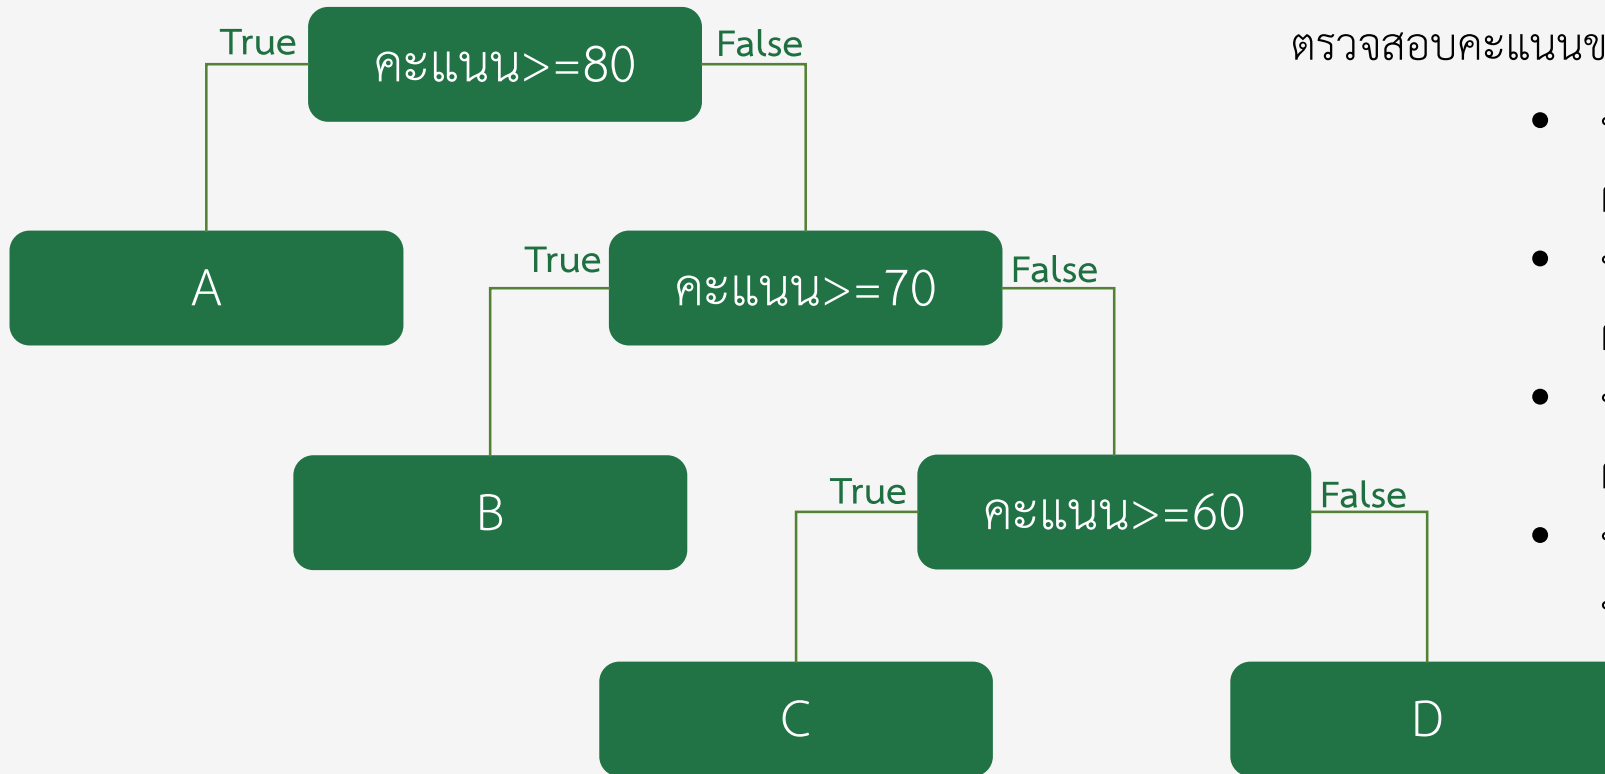 True
คะแนน>=80
False
ตรวจสอบคะแนนข
A
True
คะแนน>=70
False
B
True
คะแนน>=60
False
C
D